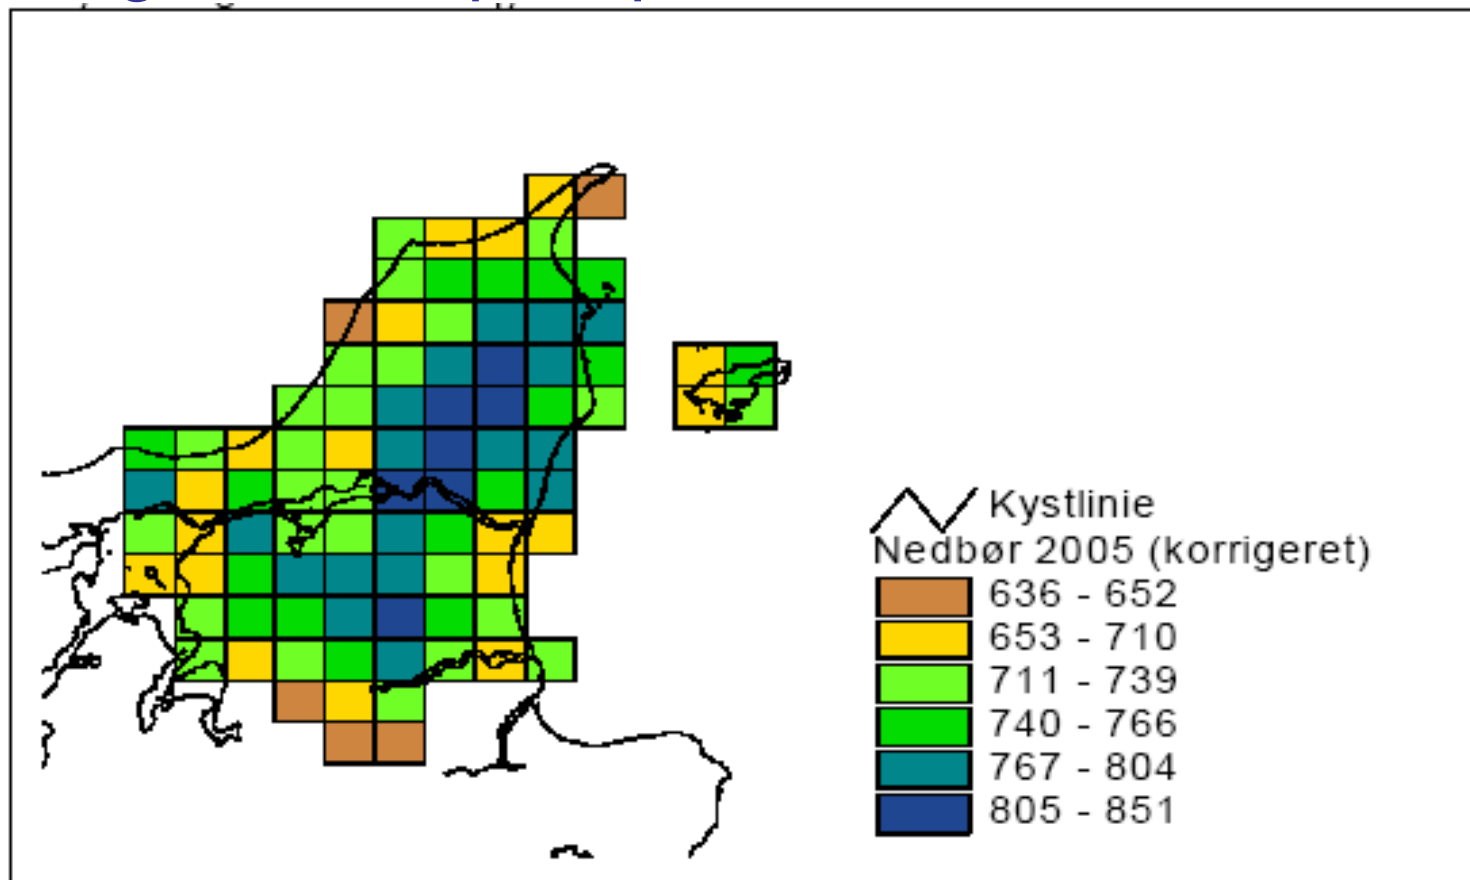 Kystlinie
Nedbør 2005 (korrigeret)
636 - 652
653 - 710
711 - 739
740 - 766
767 - 804
805 - 851